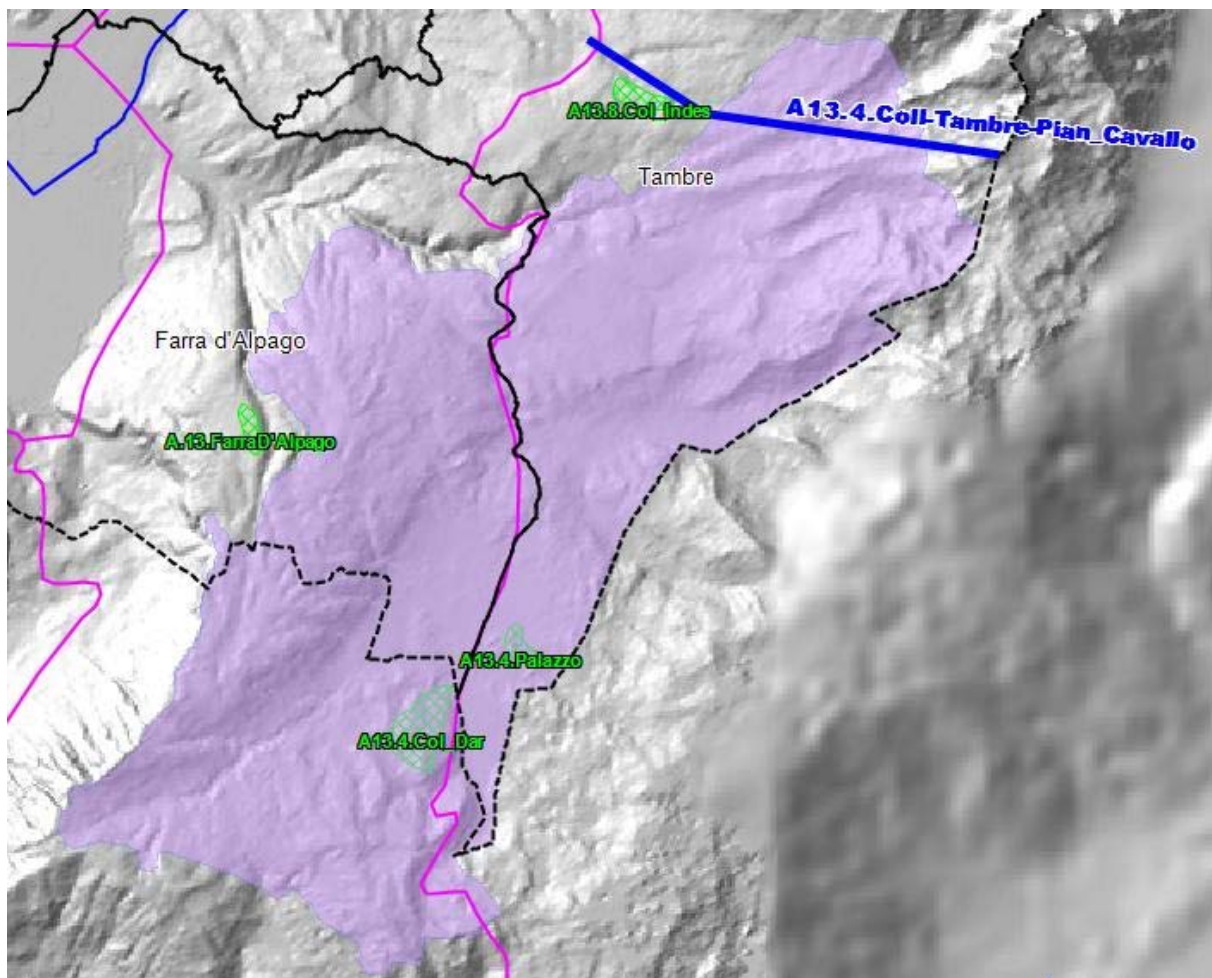 A13.8.Col_Indes
A13.4.Coll-Tambre-Pian_Cavallo
Tambre
Farra d'Alpago
A.13.FarraD'Alpago
A13.4.Palazzo
A13.4.Col_Dar